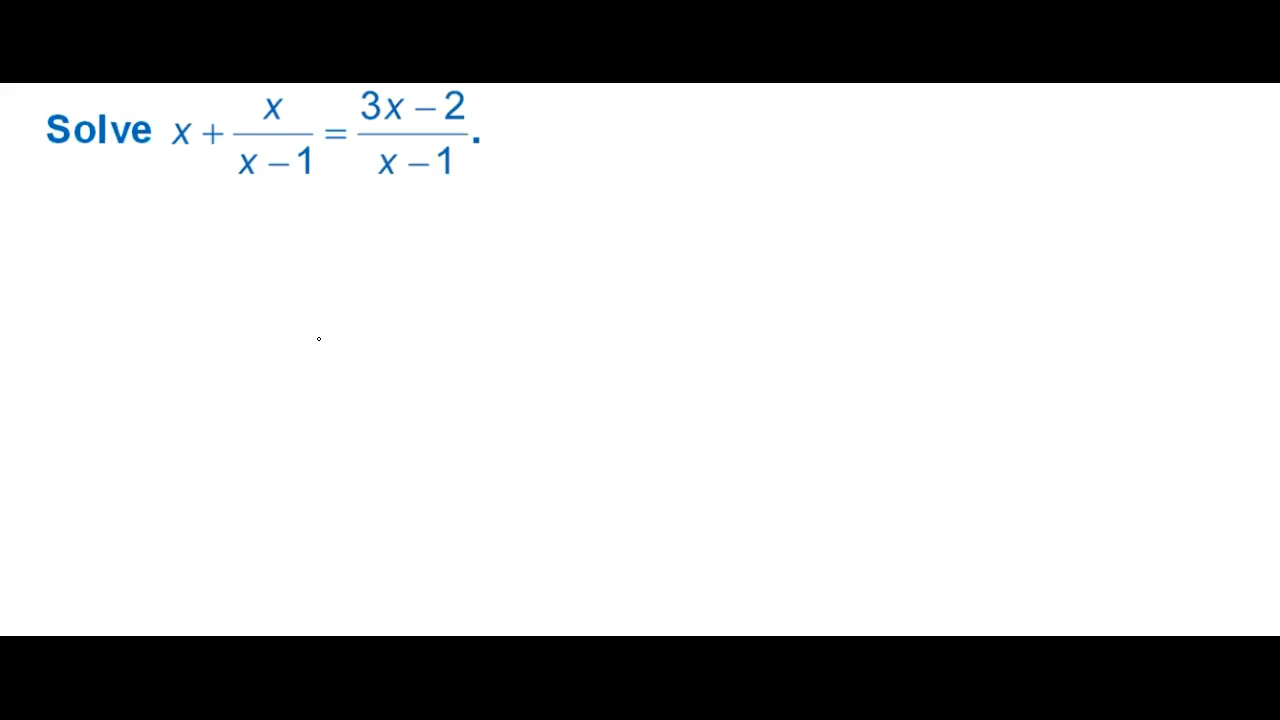 Solve x + x/(x − 1) = (3x − 2)/(x − 1).